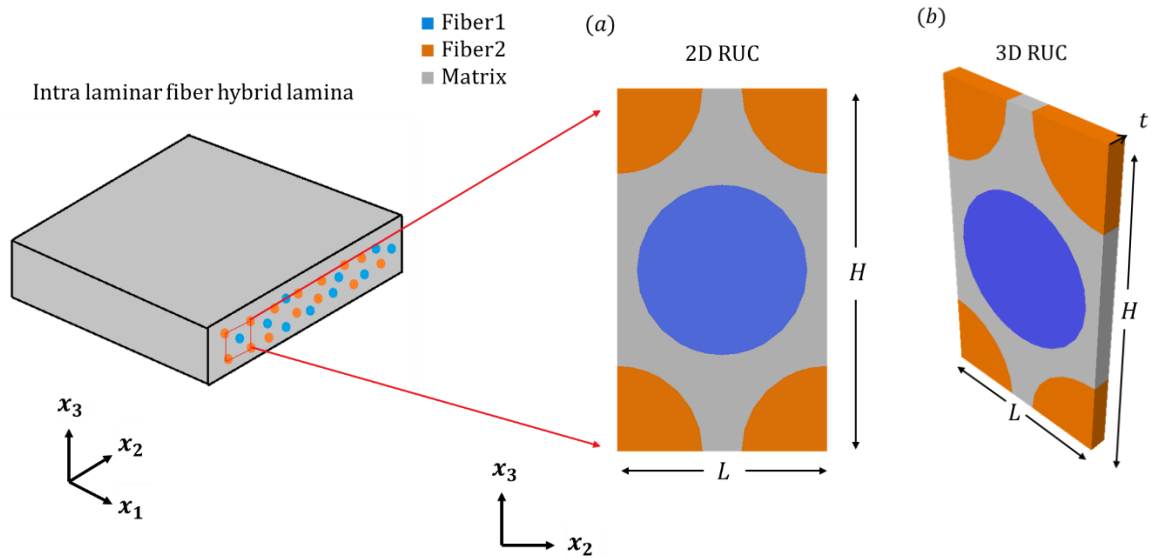 Fiber1
Fiber2
Matrix
(a)
2D RUC
(b)
3D RUC
Intra laminar fiber hybrid lamina
t
H
H
L
L
x₃
x₂
x₁
x₃
x₂